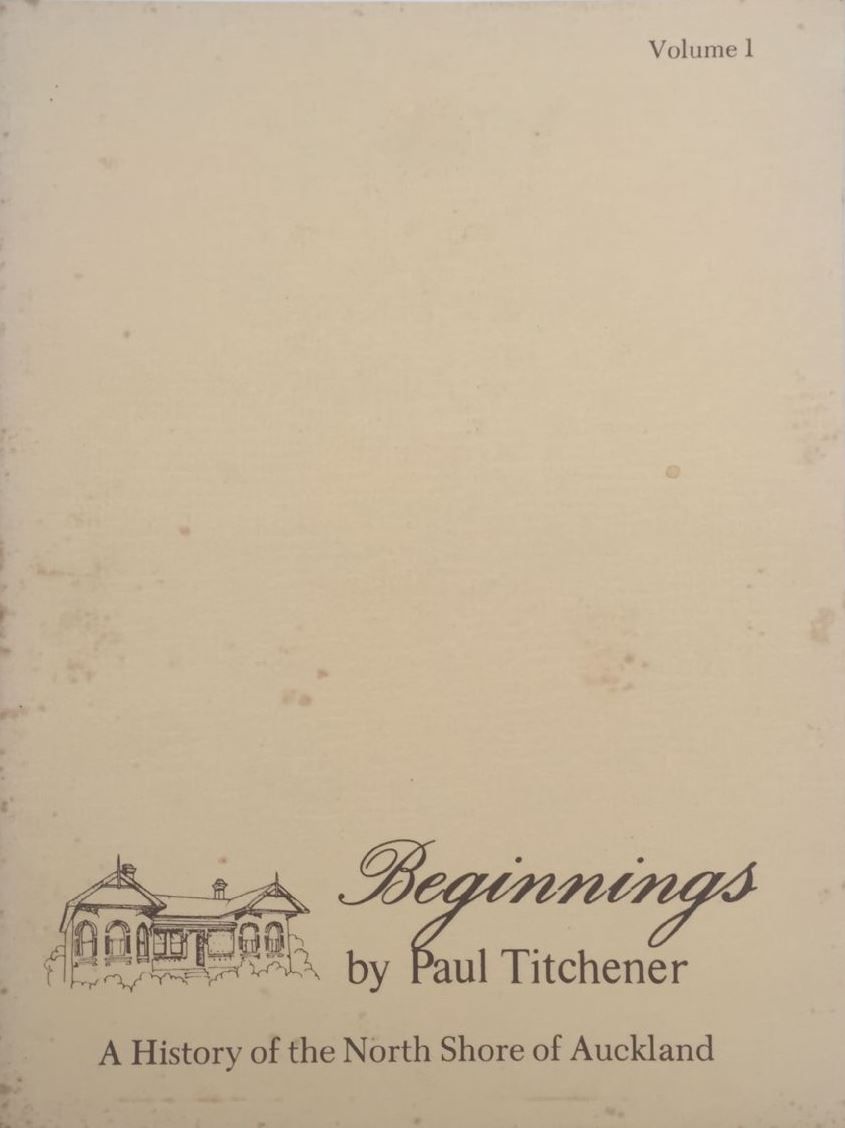 Volume 1
Beginnings
by Paul Titchener
A History of the North Shore of Auckland